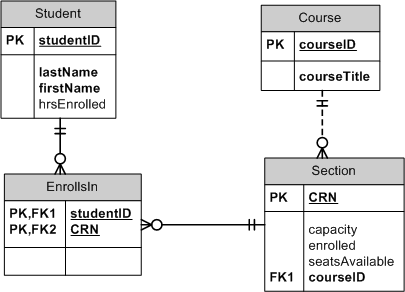 Student
PK studentID
lastName
firstName
hrsEnrolled
Course
PK courseID
courseTitle
EnrollsIn
PK,FK1 studentID
PK,FK2 CRN
Section
PK CRN
capacity
enrolled
seatsAvailable
FK1 courseID